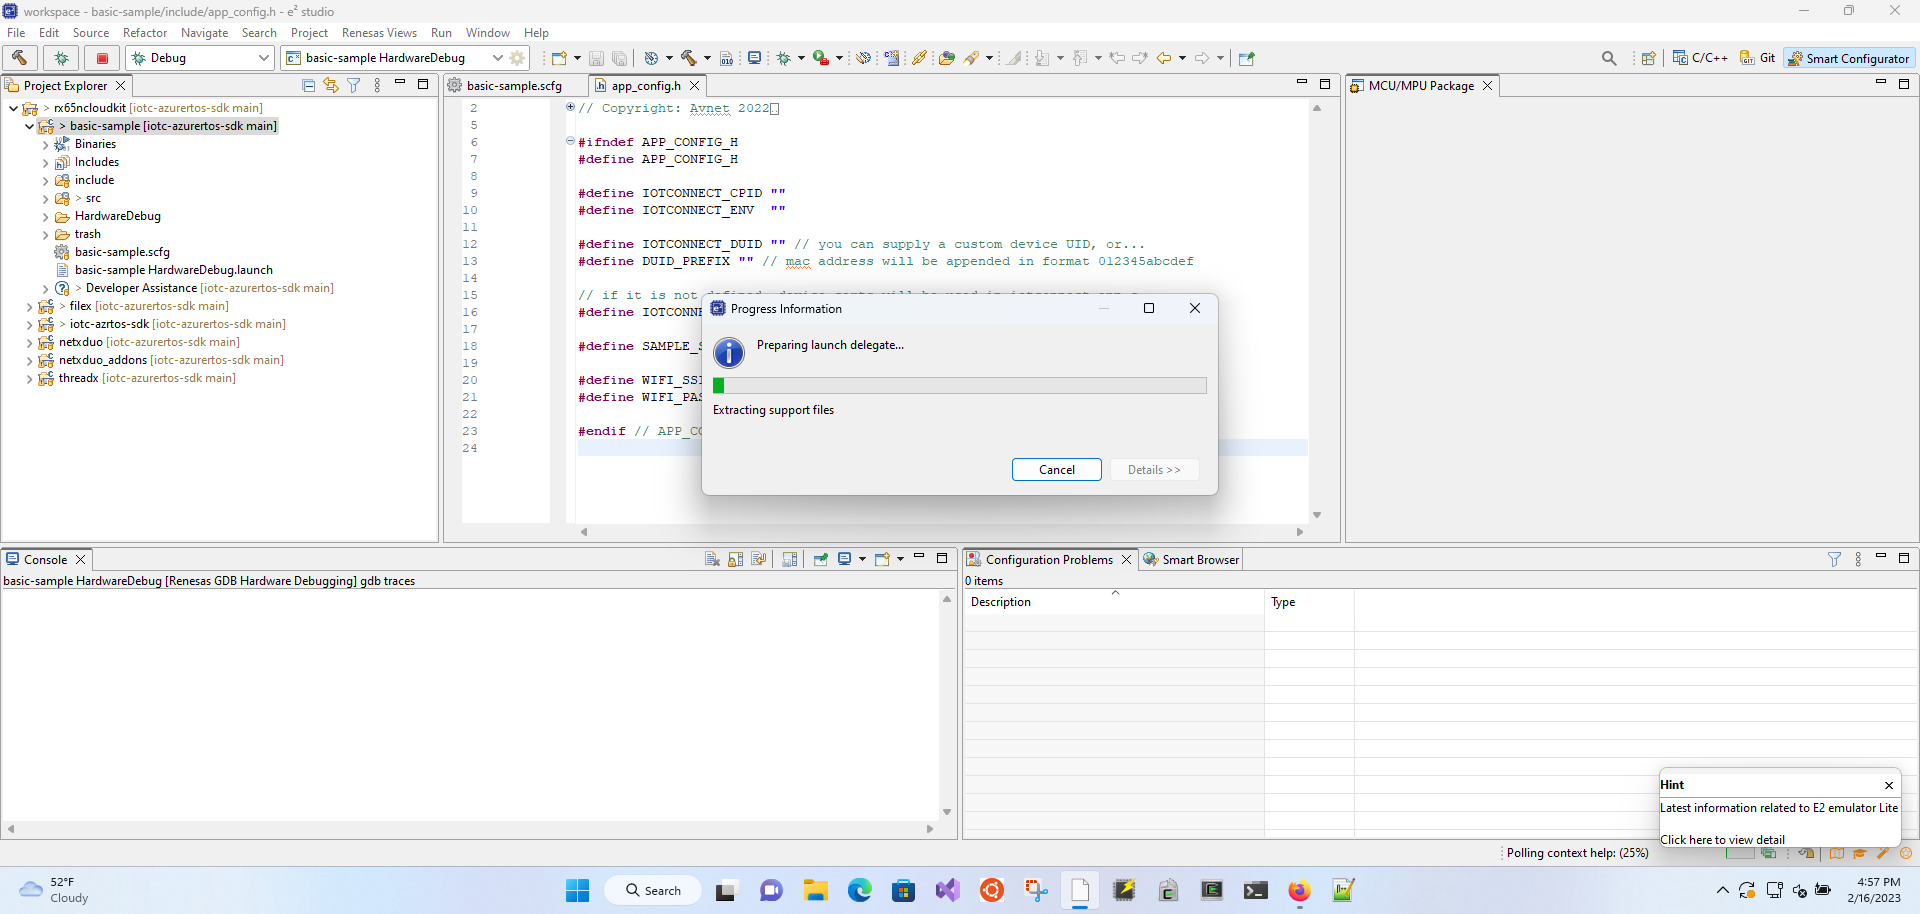 workspace - basic-sample/include/app_config.h - e² studio
File Edit Source Refactor Navigate Search Project Renesas Views Run Window Help
Debug
basic-sample HardwareDebug
C/C++
Git
Smart Configurator
Project Explorer
> rx65ncloudkit [iotc-azurertos-sdk main]
> basic-sample [iotc-azurertos-sdk main]
Binaries
Includes
include
> src
HardwareDebug
trash
basic-sample.scfg
basic-sample HardwareDebug.launch
> Developer Assistance [iotc-azurertos-sdk main]
> filex [iotc-azurertos-sdk main]
> iotc-azrtos-sdk [iotc-azurertos-sdk main]
netxduo [iotc-azurertos-sdk main]
netxduo_addons [iotc-azurertos-sdk main]
threadx [iotc-azurertos-sdk main]
basic-sample.scfg
app_config.h
2 // Copyright: Avnet 2022
5
6 #ifndef APP_CONFIG_H
7 #define APP_CONFIG_H
8
9 #define IOTCONNECT_CPID ""
10 #define IOTCONNECT_ENV ""
11
12 #define IOTCONNECT_DUID "" // you can supply a custom device UID, or...
13 #define DUID_PREFIX "" // mac address will be appended in format 012345abcdef
14
15 // if it is not
16 #define IOTCONNE
17
18 #define SAMPLE_S
19
20 #define WIFI_SSI
21 #define WIFI_PAS
22
23 #endif // APP_CO
24
Progress Information
Preparing launch delegate...
Extracting support files
Cancel
Details >>
MCU/MPU Package
Console
basic-sample HardwareDebug [Renesas GDB Hardware Debugging] gdb traces
Configuration Problems
Smart Browser
0 items
Description
Type
Hint
Latest information related to E2 emulator Lite
Click here to view detail
Polling context help: (25%)
52°F
Cloudy
Search
4:57 PM
2/16/2023